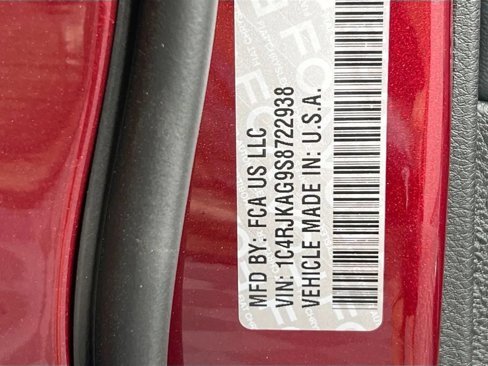 MFD BY: FCA US LLC
VIN: 1C4RJKAG9S8722938
VEHICLE MADE IN: U.S.A.